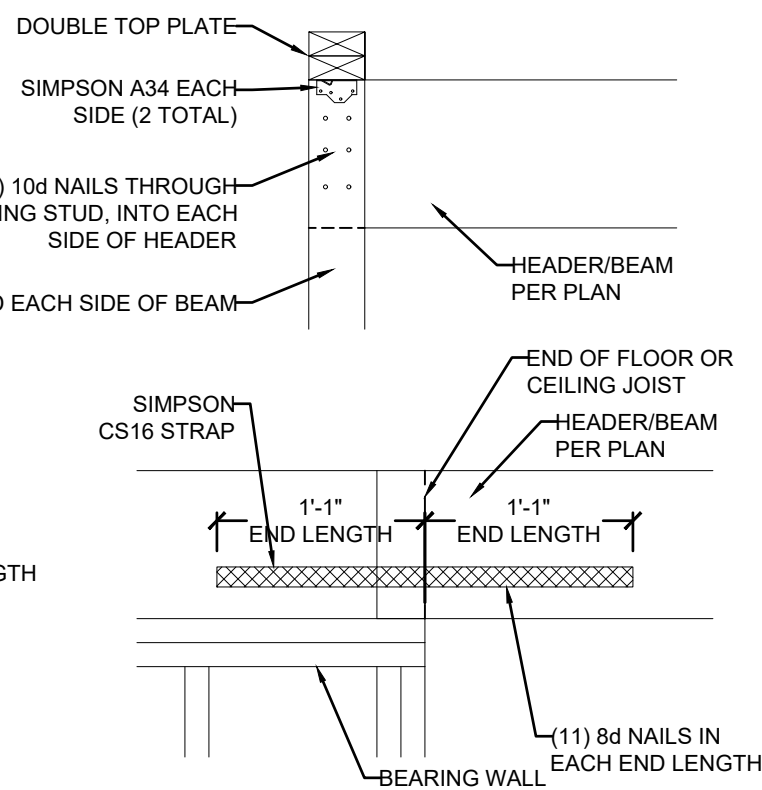 DOUBLE TOP PLATE
SIMPSON A34 EACH
SIDE (2 TOTAL)
) 10d NAILS THROUGH
ING STUD, INTO EACH
SIDE OF HEADER
EACH SIDE OF BEAM
HEADER/BEAM
PER PLAN
END OF FLOOR OR
CEILING JOIST
SIMPSON
CS16 STRAP
HEADER/BEAM
PER PLAN
1'-1"
END LENGTH
1'-1"
END LENGTH
GTH
(11) 8d NAILS IN
EACH END LENGTH
BEARING WALL